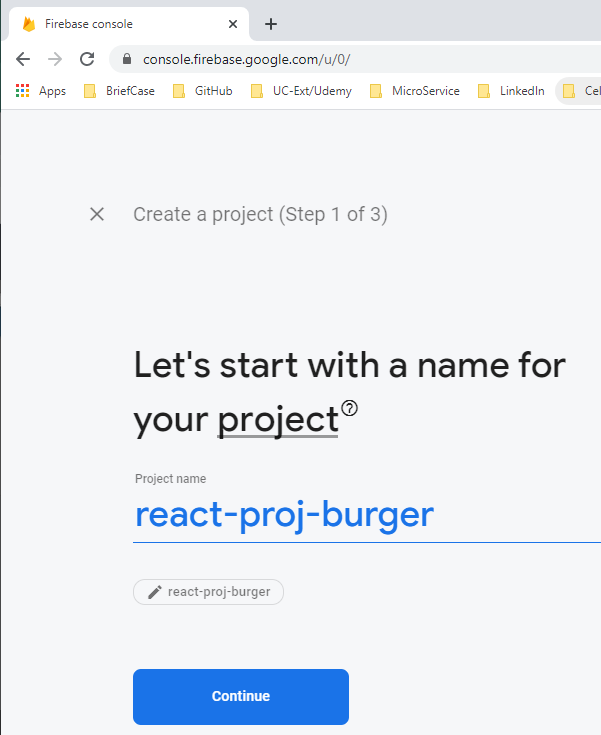 Firebase console
console.firebase.google.com/u/0/
Apps BriefCase GitHub UC-Ext/Udemy MicroService LinkedIn Cel
Create a project (Step 1 of 3)
Let's start with a name for
your project?
Project name
react-proj-burger
react-proj-burger
Continue